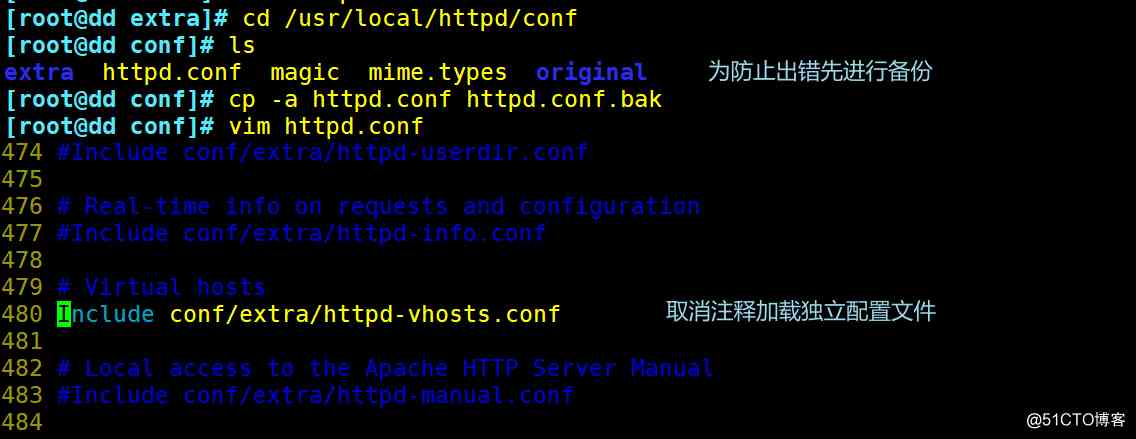 [root@dd extra]# cd /usr/local/httpd/conf
[root@dd conf]# ls
extra httpd.conf magic mime.types original 为防止出错先进行备份
[root@dd conf]# cp -a httpd.conf httpd.conf.bak
[root@dd conf]# vim httpd.conf
474 #Include conf/extra/httpd-userdir.conf
475
476 # Real-time info on requests and configuration
477 #Include conf/extra/httpd-info.conf
478
479 # Virtual hosts
480 Include conf/extra/httpd-vhosts.conf 取消注释加载独立配置文件
481
482 # Local access to the Apache HTTP Server Manual
483 #Include conf/extra/httpd-manual.conf
484
@51CTO博客